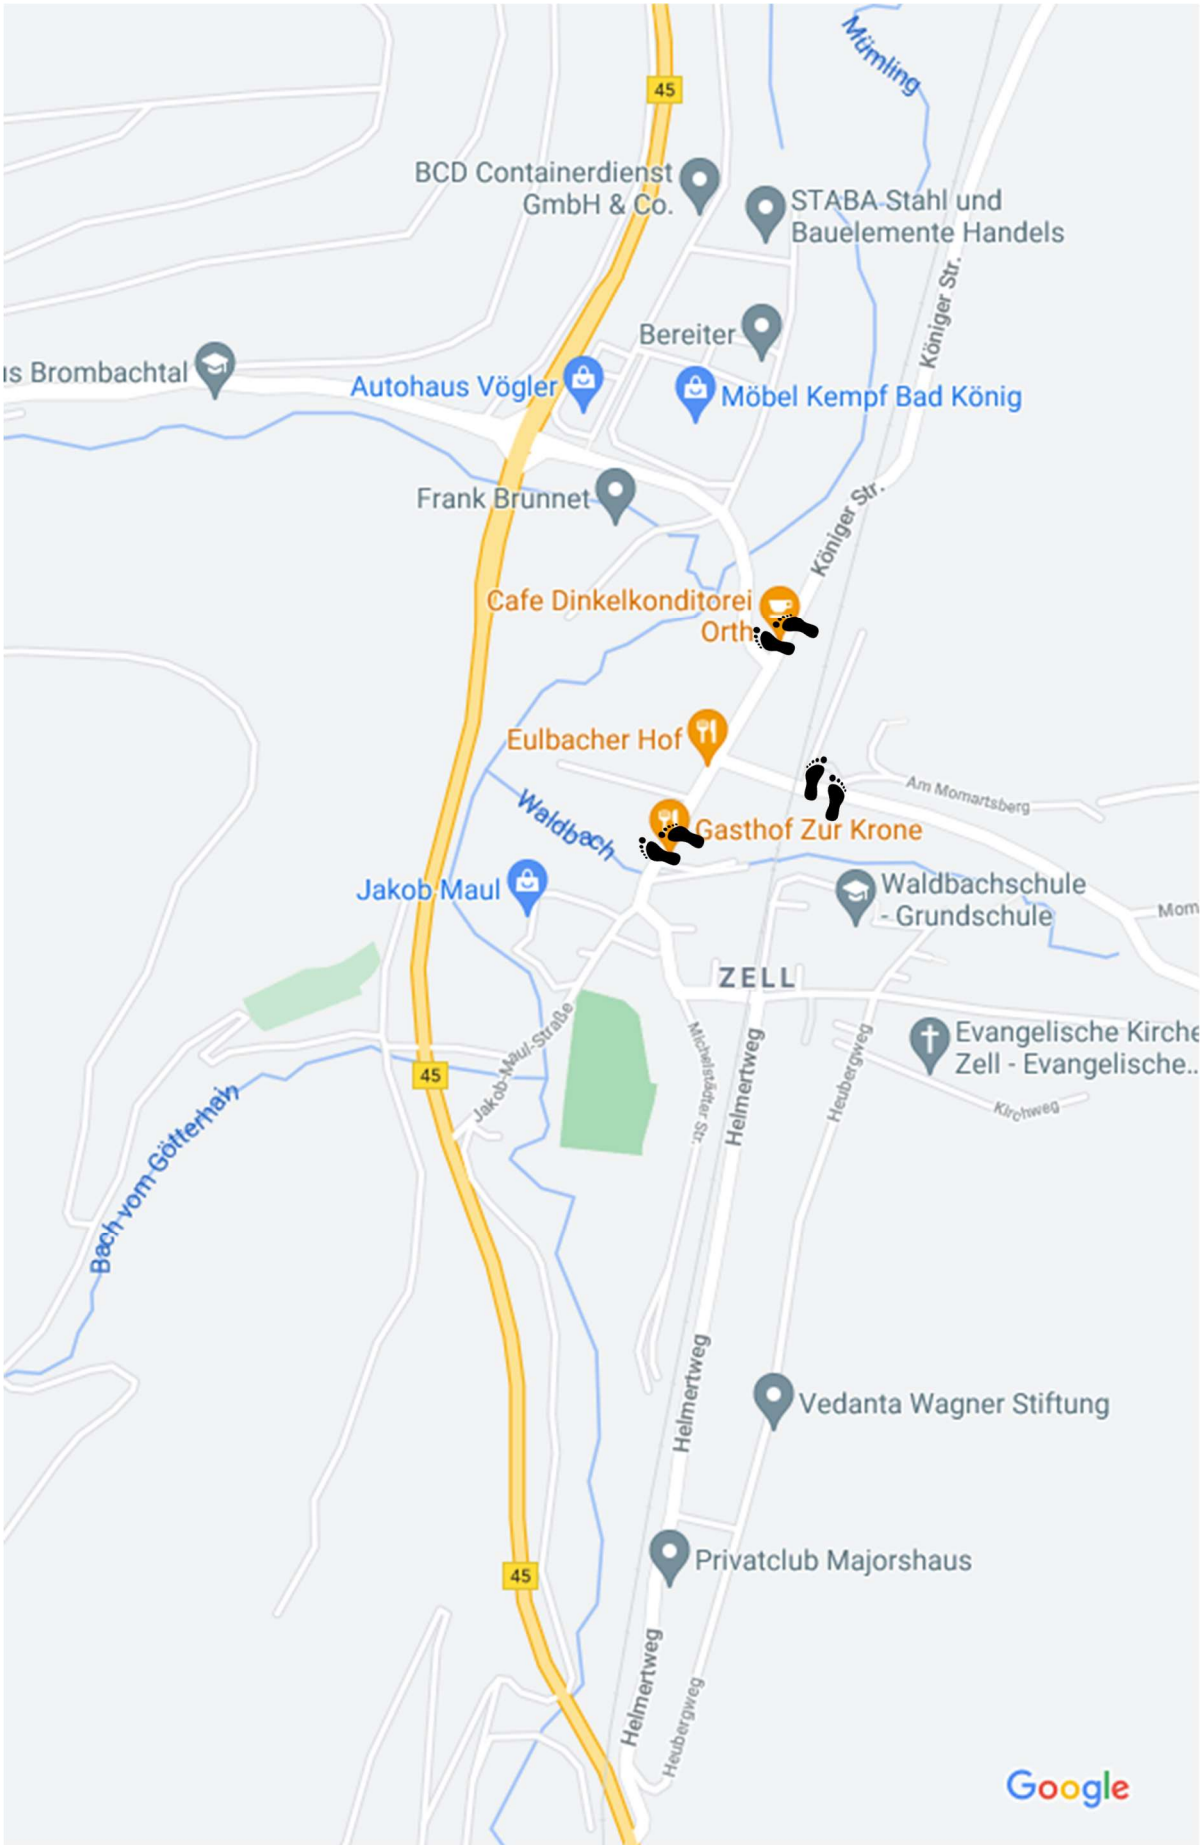 Mümling
45
BCD Containerdienst
GmbH & Co.
STABA Stahl und
Bauelemente Handels
Königer Str.
Bereiter
us Brombachtal
Autohaus Vögler
Möbel Kempf Bad König
Frank Brunnet
Königer Str.
Cafe Dinkelkonditorei
Orth
Eulbacher Hof
Am Momartsberg
Waldbach
Gasthof Zur Krone
Jakob Maul
Waldbachschule
- Grundschule
Mom
ZELL
Jakob-Maul-Straße
Michelstädter Str.
Helmertweg
Heubergweg
Evangelische Kirche
Zell - Evangelische...
45
Kirchweg
Bach vom Götterhain
Helmertweg
Vedanta Wagner Stiftung
45
Privatclub Majorshaus
Helmertweg
Heubergweg
Google